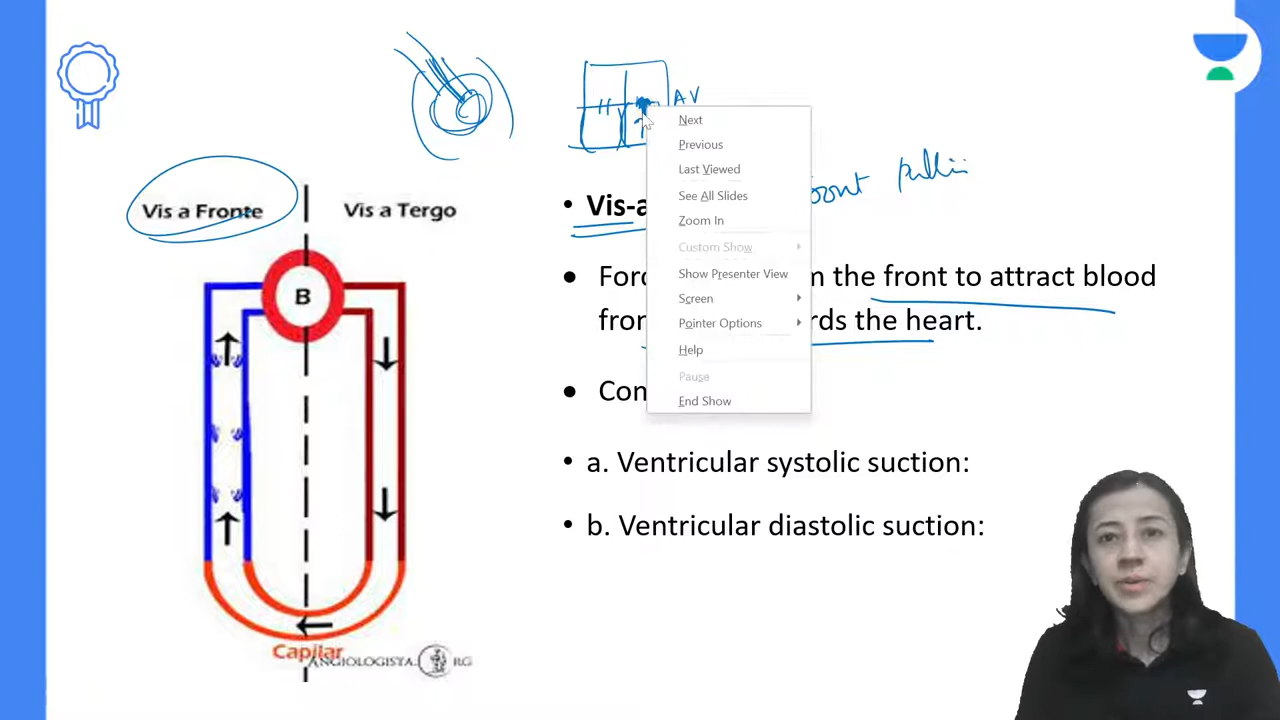 AV
Vis a Fronte
Vis a Tergo
B
Capilar
RG
• Vis-a
• Forc m the front to attract blood
fron rds the heart.
• Con
• a. Ventricular systolic suction:
• b. Ventricular diastolic suction:
Next
Previous
Last Viewed
See All Slides
Zoom In
Custom Show
Show Presenter View
Screen
Pointer Options
Help
Pause
End Show